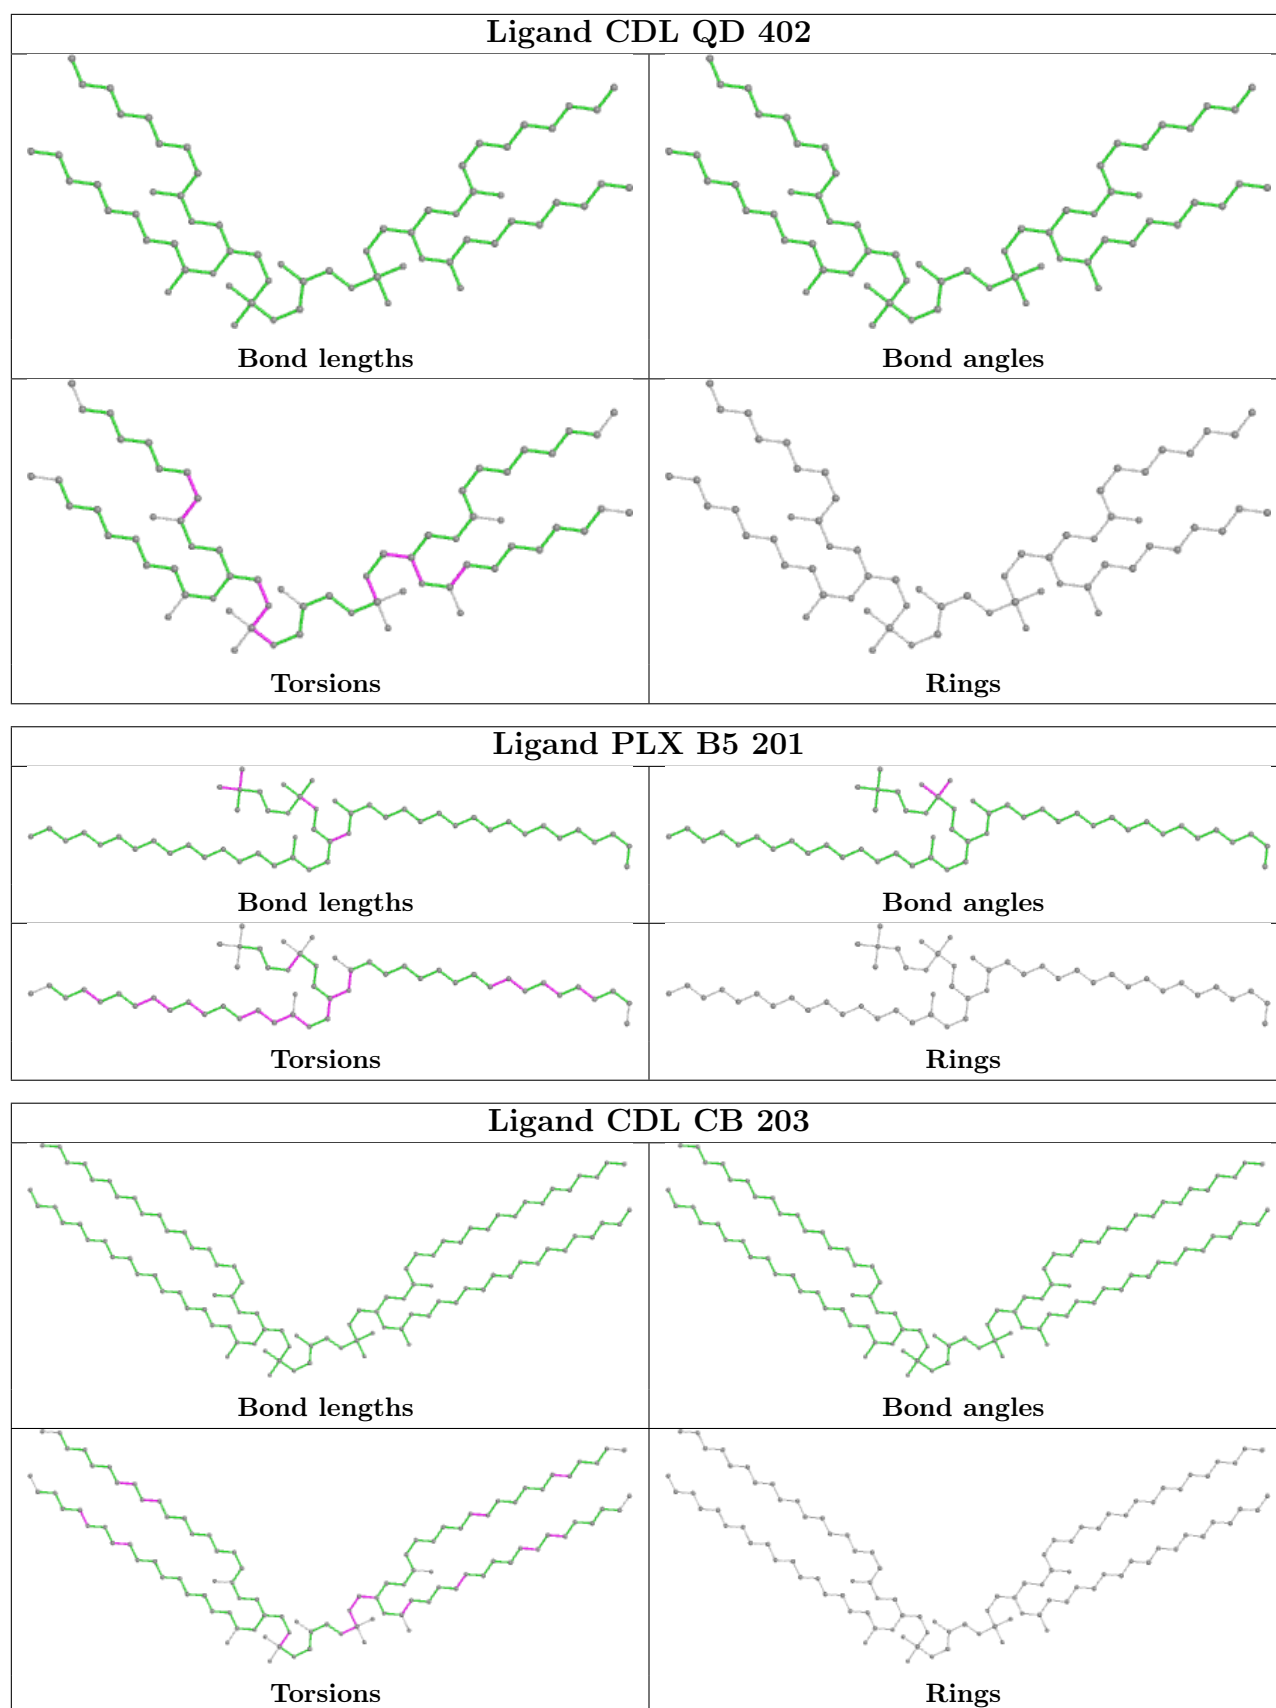 Ligand CDL QD 402
Bond lengths
Bond angles
Torsions
Rings
Ligand PLX B5 201
Bond lengths
Bond angles
Torsions
Rings
Ligand CDL CB 203
Bond lengths
Bond angles
Torsions
Rings